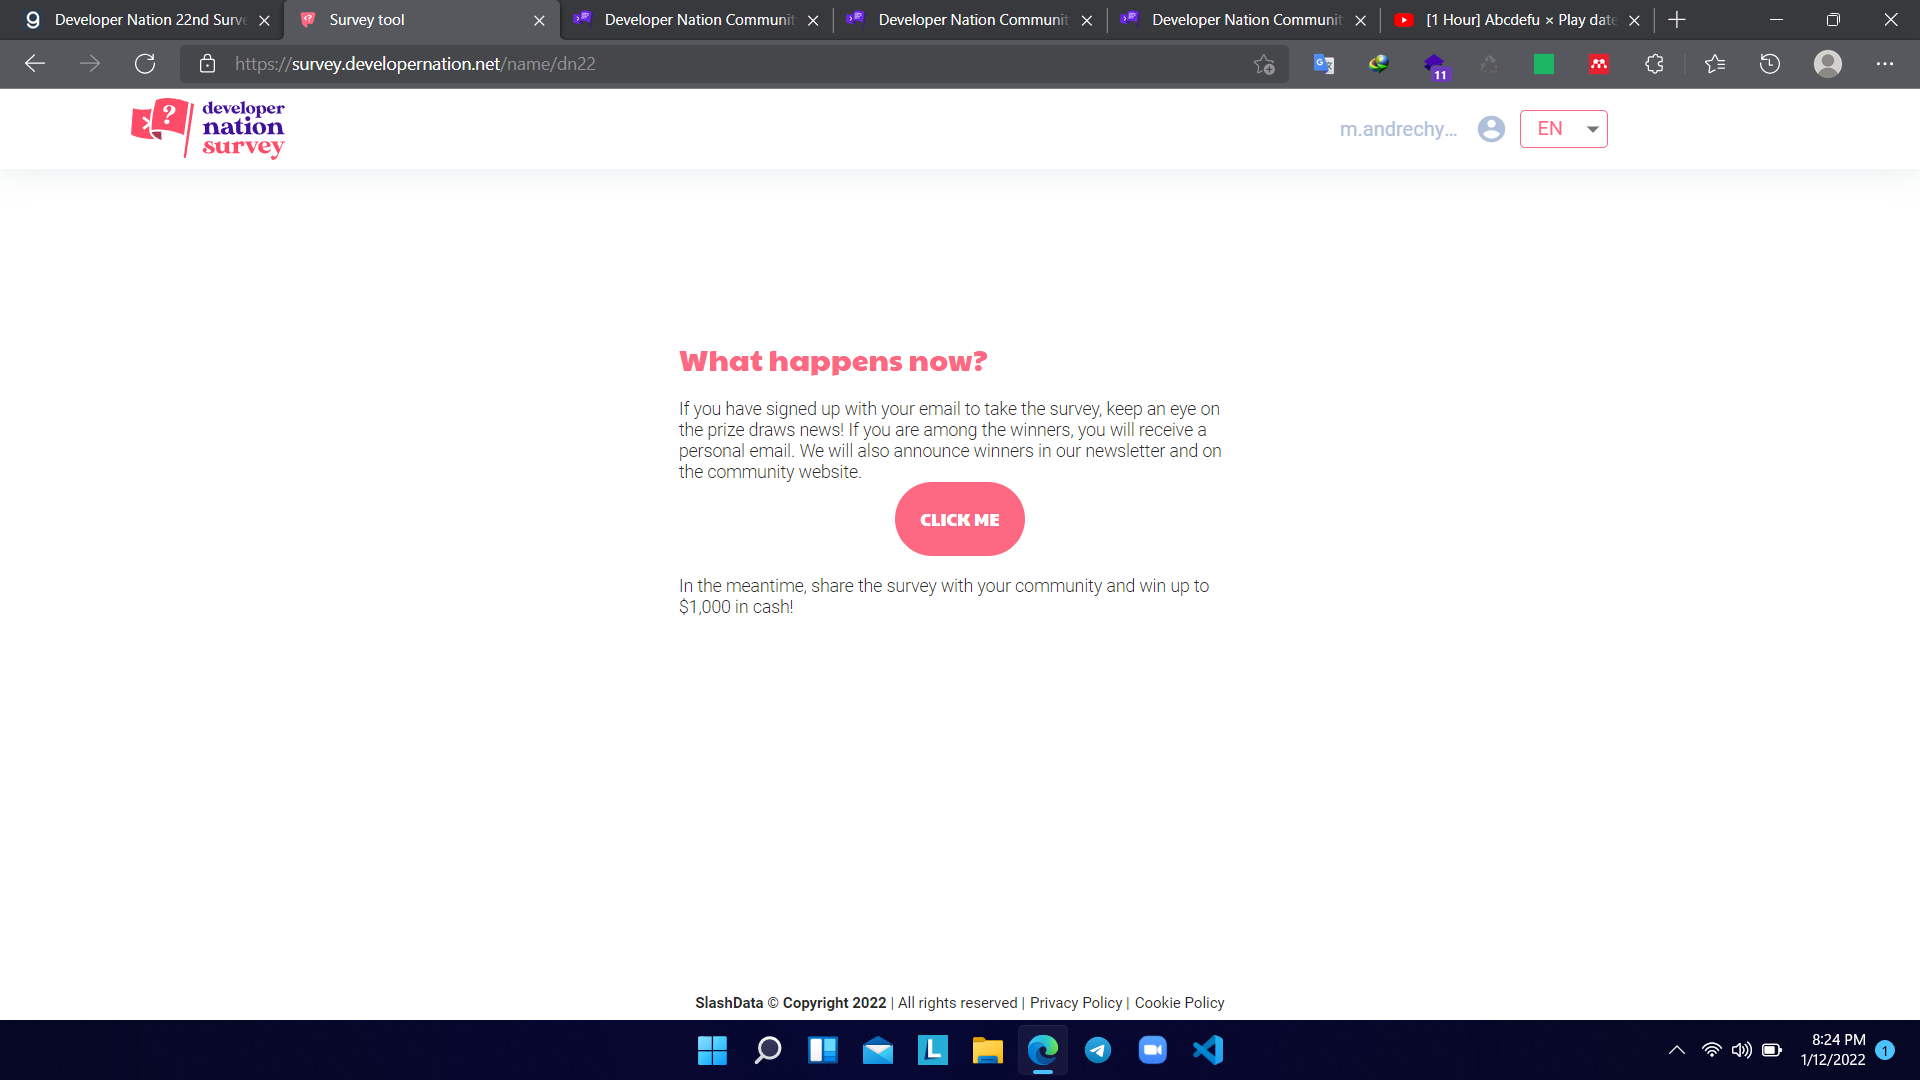 Developer Nation 22nd Surve
Survey tool
Developer Nation Communit
Developer Nation Communit
Developer Nation Communit
[1 Hour] Abcdefu × Play date
https://survey.developernation.net/name/dn22
11
developer
nation
survey
m.andrechy...
EN
What happens now?
If you have signed up with your email to take the survey, keep an eye on
the prize draws news! If you are among the winners, you will receive a
personal email. We will also announce winners in our newsletter and on
the community website.
CLICK ME
In the meantime, share the survey with your community and win up to
$1,000 in cash!
SlashData © Copyright 2022 | All rights reserved | Privacy Policy | Cookie Policy
8:24 PM
1/12/2022
1